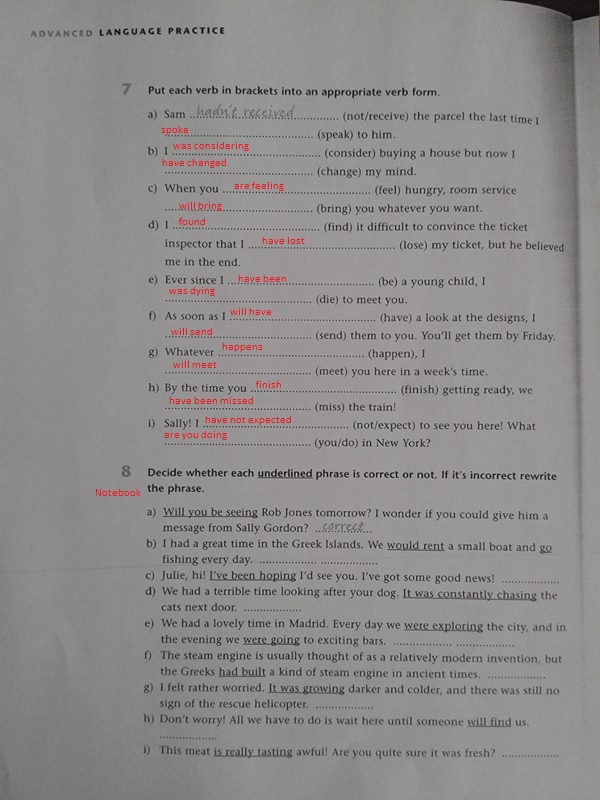 ADVANCED LANGUAGE PRACTICE
7 Put each verb in brackets into an appropriate verb form.
a) Sam ...hadn't received.............. (not/receive) the parcel the last time I
spoke......................................... (speak) to him.
b) I was considering......................................... (consider) buying a house but now I
have changed......................................... (change) my mind.
c) When you ...are feeling......................................... (feel) hungry, room service
....will bring......................................... (bring) you whatever you want.
d) I found......................................... (find) it difficult to convince the ticket
inspector that I ...have lost......................................... (lose) my ticket, but he believed
me in the end.
e) Ever since I ...have been......................................... (be) a young child, I
was dying......................................... (die) to meet you.
f) As soon as I will have......................................... (have) a look at the designs, I
will send......................................... (send) them to you. You'll get them by Friday.
g) Whatever happens......................................... (happen), I
will meet......................................... (meet) you here in a week's time.
h) By the time you finish......................................... (finish) getting ready, we
have been missed......................................... (miss) the train!
i) Sally! I have not expected......................................... (not/expect) to see you here! What
are you doing......................................... (you/do) in New York?
8 Decide whether each underlined phrase is correct or not. If it's incorrect rewrite
Notebook the phrase.
a) Will you be seeing Rob Jones tomorrow? I wonder if you could give him a
message from Sally Gordon? ..correct...
b) I had a great time in the Greek Islands. We would rent a small boat and go
fishing every day. .................. ..................
c) Julie, hi! I've been hoping I'd see you. I've got some good news! ..................
d) We had a terrible time looking after your dog. It was constantly chasing the
cats next door. ..................
e) We had a lovely time in Madrid. Every day we were exploring the city, and in
the evening we were going to exciting bars. .................. ..................
f) The steam engine is usually thought of as a relatively modern invention, but
the Greeks had built a kind of steam engine in ancient times. ..................
g) I felt rather worried. It was growing darker and colder, and there was still no
sign of the rescue helicopter. ..................
h) Don't worry! All we have to do is wait here until someone will find us.
..................
i) This meat is really tasting awful! Are you quite sure it was fresh? ..................